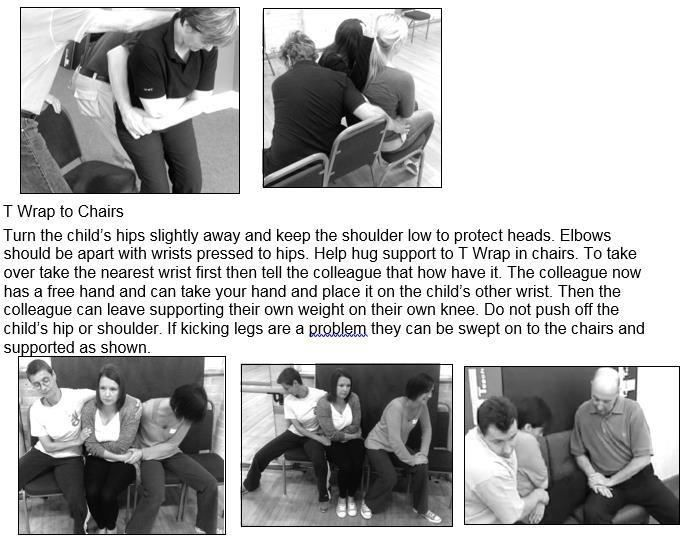 T Wrap to Chairs
Turn the child’s hips slightly away and keep the shoulder low to protect heads. Elbows
should be apart with wrists pressed to hips. Help hug support to T Wrap in chairs. To take
over take the nearest wrist first then tell the colleague that how have it. The colleague now
has a free hand and can take your hand and place it on the child’s other wrist. Then the
colleague can leave supporting their own weight on their own knee. Do not push off the
child’s hip or shoulder. If kicking legs are a problem they can be swept on to the chairs and
supported as shown.